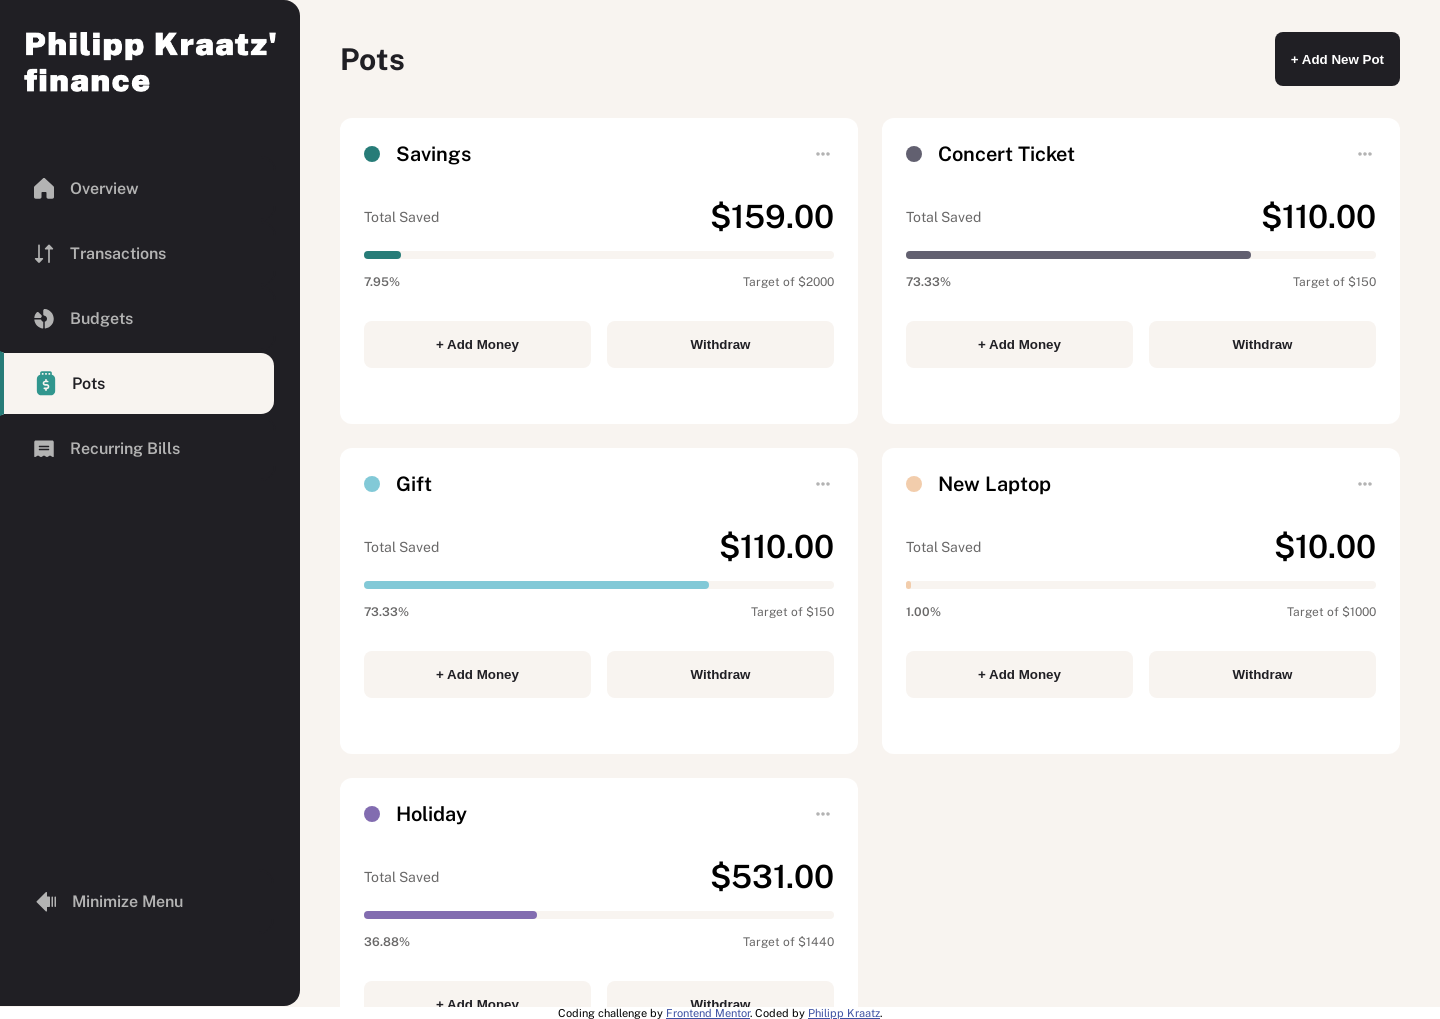 Philipp Kraatz'
finance
Overview
Transactions
Budgets
Pots
Recurring Bills
Minimize Menu
Pots
+ Add New Pot
Savings
Total Saved
$159.00
7.95%
Target of $2000
+ Add Money
Withdraw
Concert Ticket
Total Saved
$110.00
73.33%
Target of $150
+ Add Money
Withdraw
Gift
Total Saved
$110.00
73.33%
Target of $150
+ Add Money
Withdraw
New Laptop
Total Saved
$10.00
1.00%
Target of $1000
+ Add Money
Withdraw
Holiday
Total Saved
$531.00
36.88%
Target of $1440
+ Add Money
Withdraw
Coding challenge by Frontend Mentor. Coded by Philipp Kraatz.